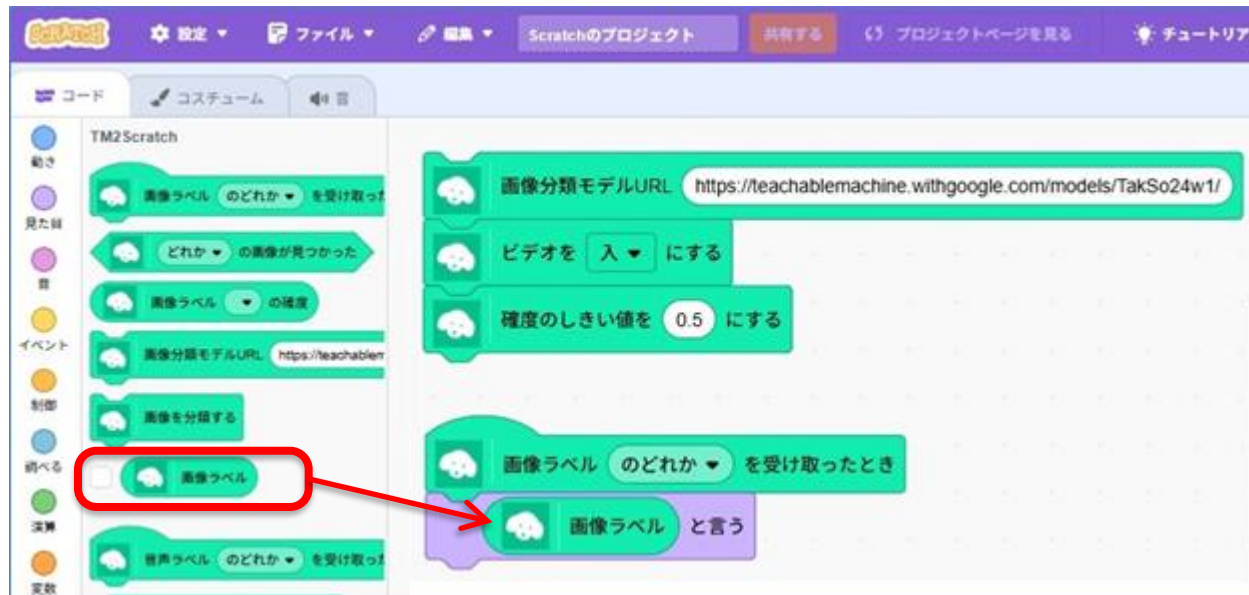 SCRATCH 設定 ファイル 編集 Scratchのプロジェクト 共有する プロジェクトページを見る チュートリア
コード コスチューム 音
TM2Scratch
動き
見た目
音
イベント
制御
調べる
演算
変数
画像ラベル のどれか を受け取った
どれか の画像が見つかった
画像ラベル の確度
画像分類モデルURL https://teachablem
画像を分類する
画像ラベル
音声ラベル のどれか を受け取った
画像分類モデルURL https://teachablemachine.withgoogle.com/models/TakSo24w1/
ビデオを 入 にする
確度のしきい値を 0.5 にする
画像ラベル のどれか を受け取ったとき
画像ラベル と言う